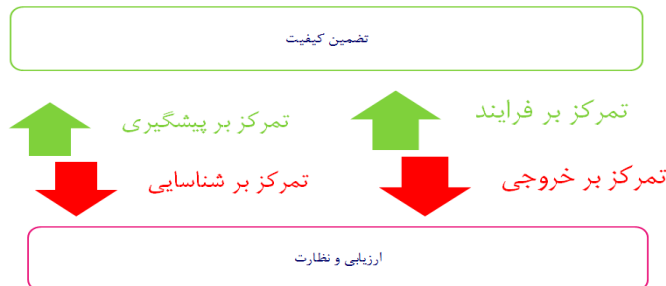 تضمین کیفیت
تمرکز بر فرایند
تمرکز بر پیشگیری
تمرکز بر خروجی
تمرکز بر شناسایی
ارزیابی و نظارت